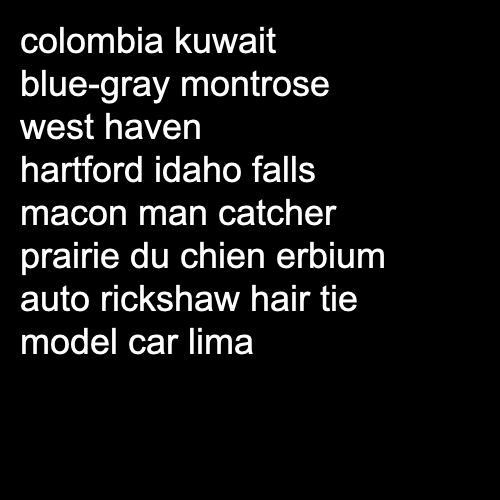 colombia kuwait
blue-gray montrose
west haven
hartford idaho falls
macon man catcher
prairie du chien erbium
auto rickshaw hair tie
model car lima